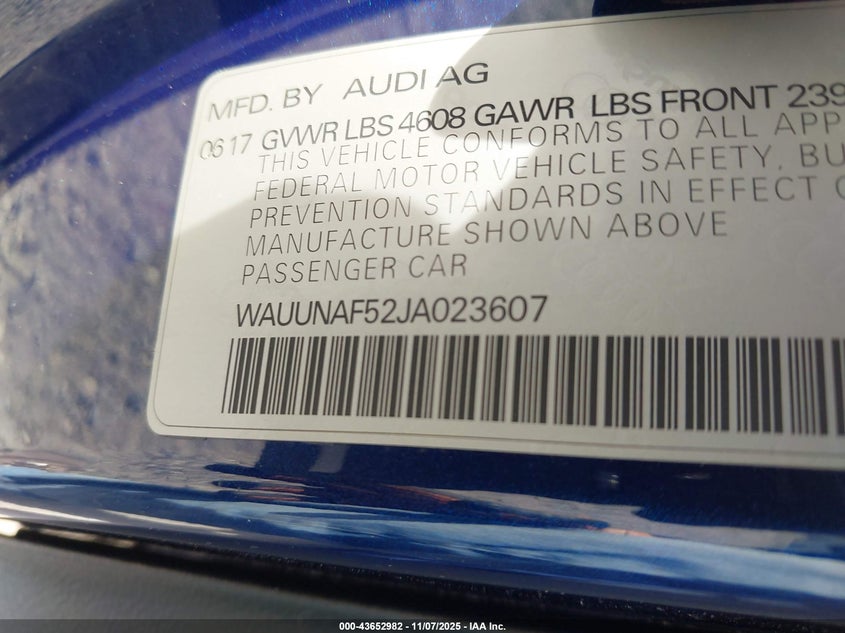 MFD. BY AUDI AG
06 17 GVWR LBS 4608 GAWR LBS FRONT 239
THIS VEHICLE CONFORMS TO ALL APP
FEDERAL MOTOR VEHICLE SAFETY, BU
PREVENTION STANDARDS IN EFFECT O
MANUFACTURE SHOWN ABOVE
PASSENGER CAR
WAUUNAF52JA023607
000-43652982 - 11/07/2025 - IAA Inc.